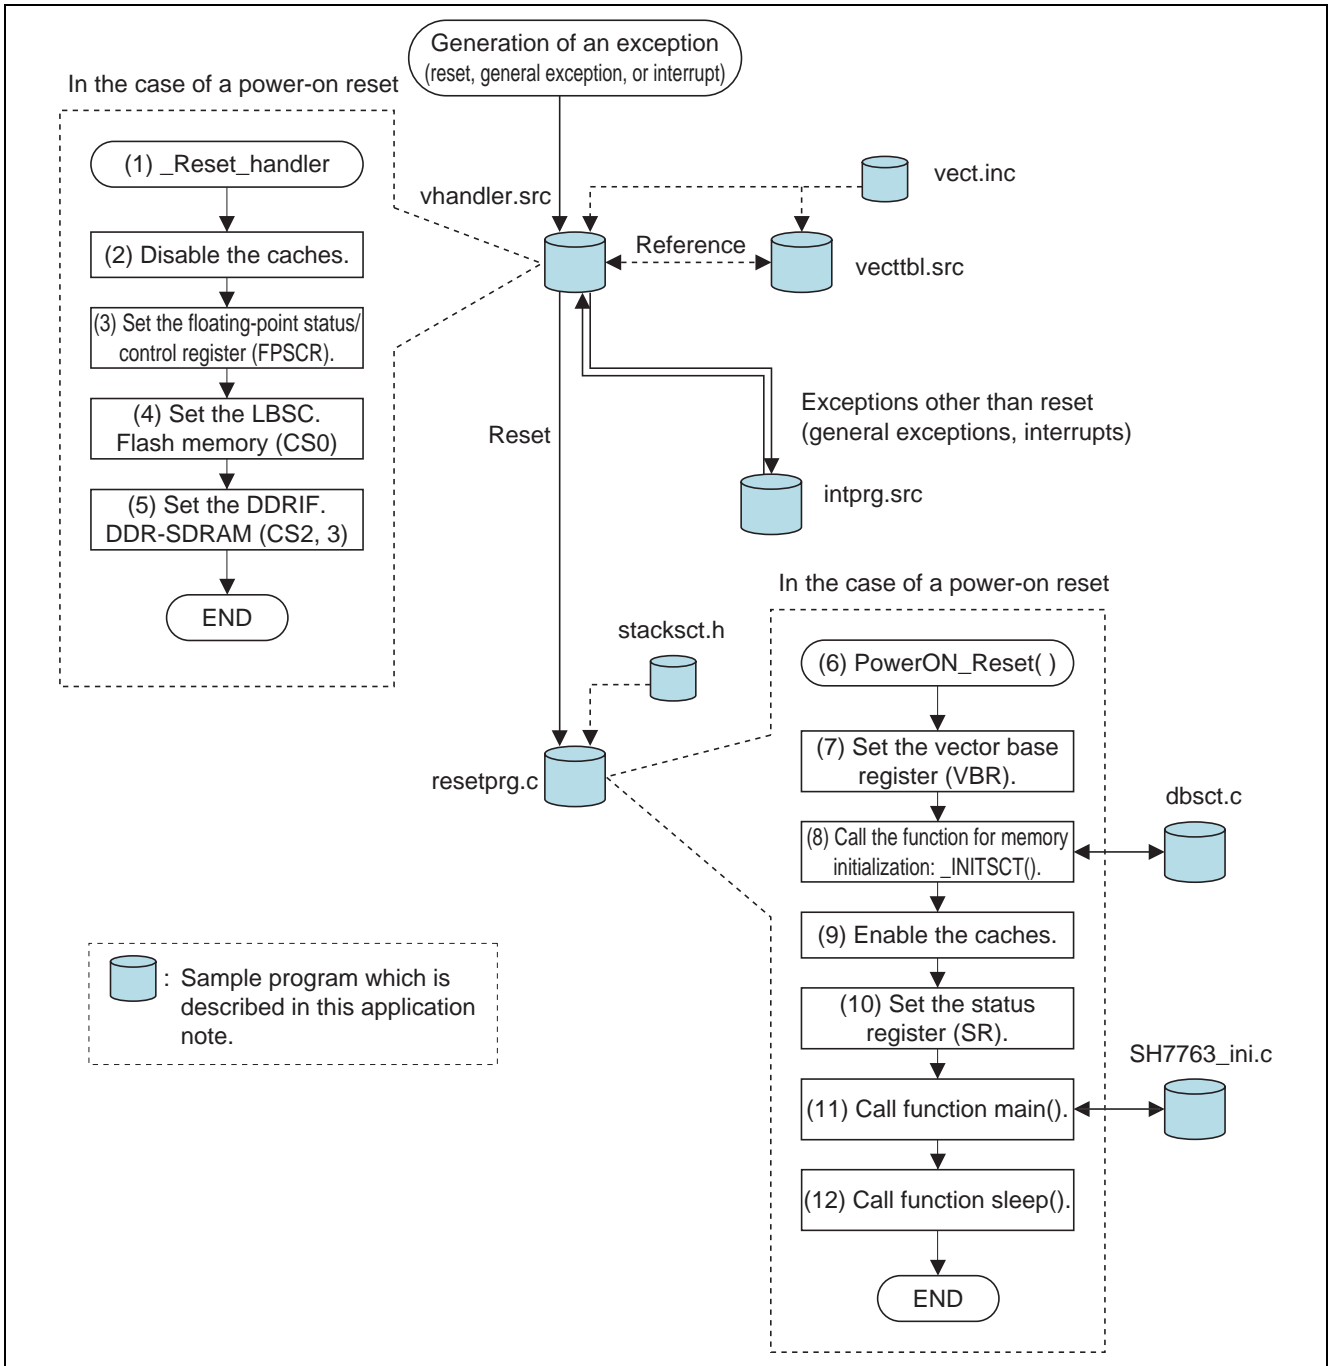 Generation of an exception
(reset, general exception, or interrupt)
In the case of a power-on reset
(1) _Reset_handler
(2) Disable the caches.
(3) Set the floating-point status/
control register (FPSCR).
(4) Set the LBSC.
Flash memory (CS0)
(5) Set the DDRIF.
DDR-SDRAM (CS2, 3)
END
vhandler.src
vect.inc
Reference
vecttbl.src
Reset
Exceptions other than reset
(general exceptions, interrupts)
intprg.src
stacksct.h
resetprg.c
In the case of a power-on reset
(6) PowerON_Reset( )
(7) Set the vector base
register (VBR).
(8) Call the function for memory
initialization: _INITSCT().
dbsct.c
(9) Enable the caches.
(10) Set the status
register (SR).
(11) Call function main().
SH7763_ini.c
(12) Call function sleep().
END
: Sample program which is
described in this application
note.